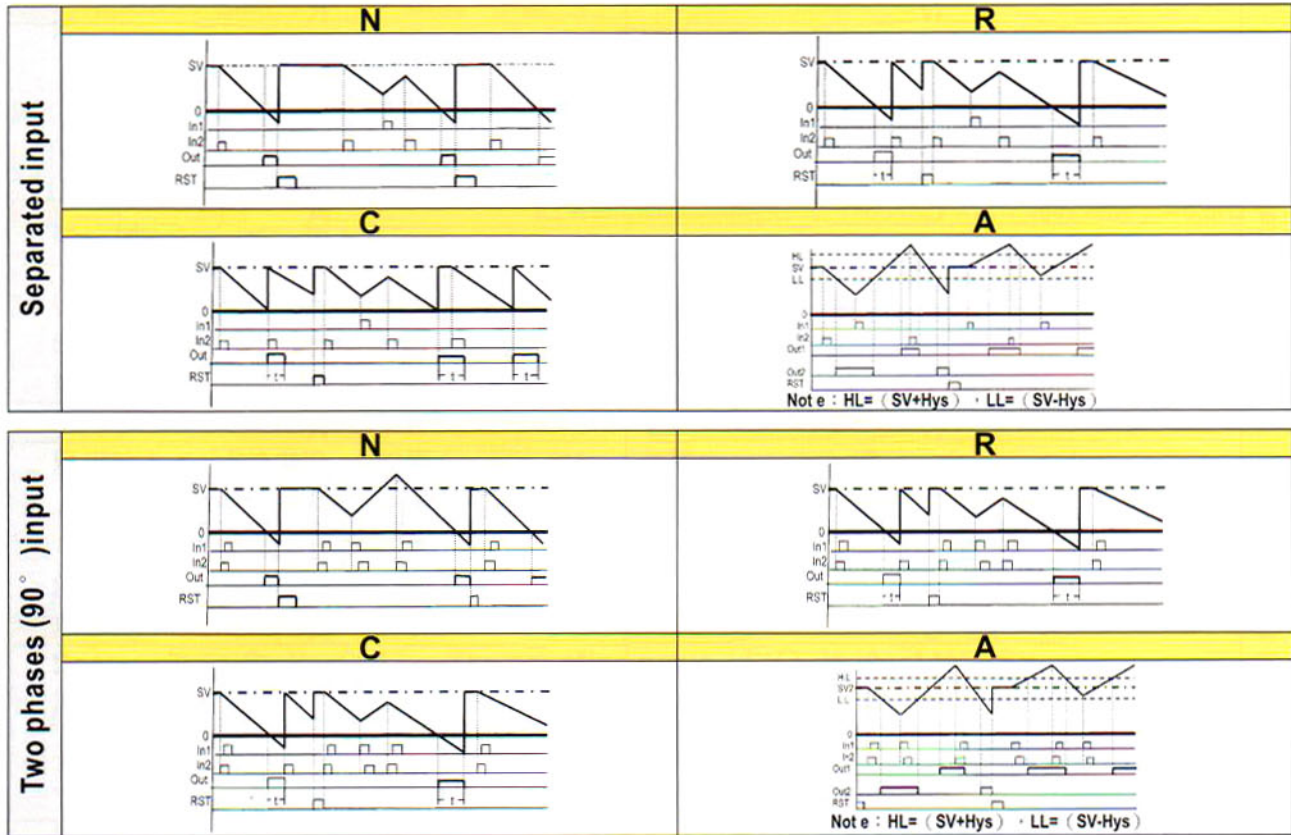 Separated input
N
SV
0
In1
In2
Out
RST
R
SV
0
In1
In2
Out
t
RST
C
SV
0
In1
In2
Out
RST
t
t
t
A
HL
SV
LL
0
In1
In2
Out1
Out2
RST
Note : HL= (SV+Hys) , LL= (SV-Hys)
Two phases (90° )input
N
SV
0
In1
In2
Out
RST
R
SV
0
In1
In2
Out
RST
t
t
C
SV
0
In1
In2
Out
RST
t
t
A
HL
SV2
LL
0
In1
In2
Out1
Out2
RST
Note : HL= (SV+Hys) , LL= (SV-Hys)